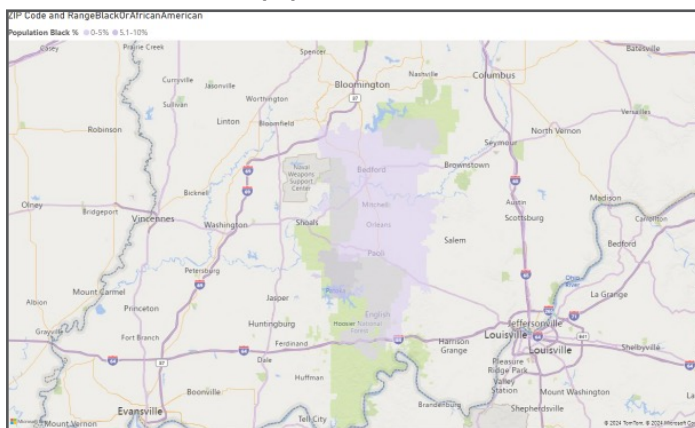 ZIP Code and RangeBlackOrAfricanAmerican
Population Black % 0-5% 5.1-10%
Casey
Prairie Creek
Spencer
Nashville
Columbus
Batesville
Bloomington
Curryville
Jasonville
Sullivan
Worthington
Versailles
Linton
Bloomfield
Robinson
North Vernon
Seymour
Naval
Weapons
Support
Center
Bedford
Brownstown
Bicknell
Madison
Olney
Bridgeport
Vincennes
Washington
Shoals
Mitchell
Orleans
Austin
Scottsburg
Carrollton
Bedford
Paoli
Salem
Petersburg
Ohio
River
Mount Carmel
Jasper
La Grange
Albion
Princeton
English
Huntingburg
Hoosier National
Forest
Jeffersonville
Grayville
Fort Branch
Ferdinand
Harrison
Grange
Louisville
Louisville
Shelbyville
Dale
Pleasure
Ridge Park
Valley
Station
Huffman
Boonville
Mount Washington
Brandenburg
Shepherdsville
Evansville
Tell City
Mount Vernon
© 2024 TomTom, © 2024 Microsoft Co